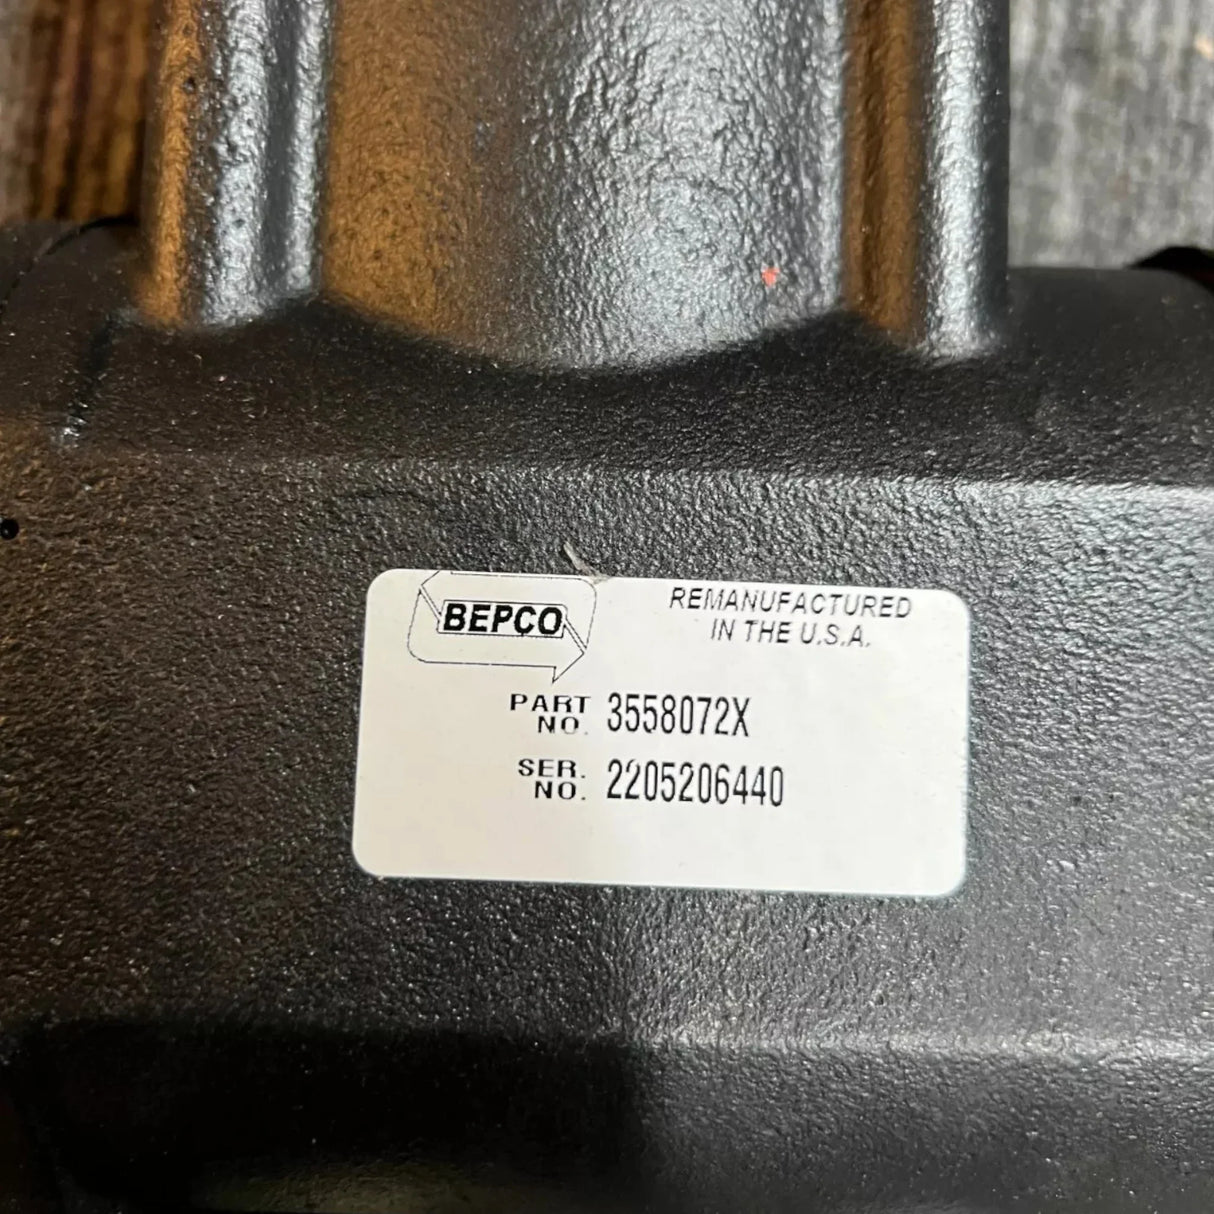 BEPCO
REMANUFACTURED
IN THE U.S.A.
PART
NO. 3558072X
SER.
NO. 2205206440